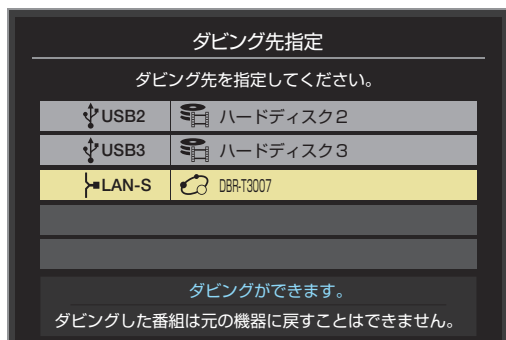 ダビング先指定
ダビング先を指定してください。
USB2 ハードディスク2
USB3 ハードディスク3
LAN-S DBR-T3007
ダビングができます。
ダビングした番組は元の機器に戻すことはできません。